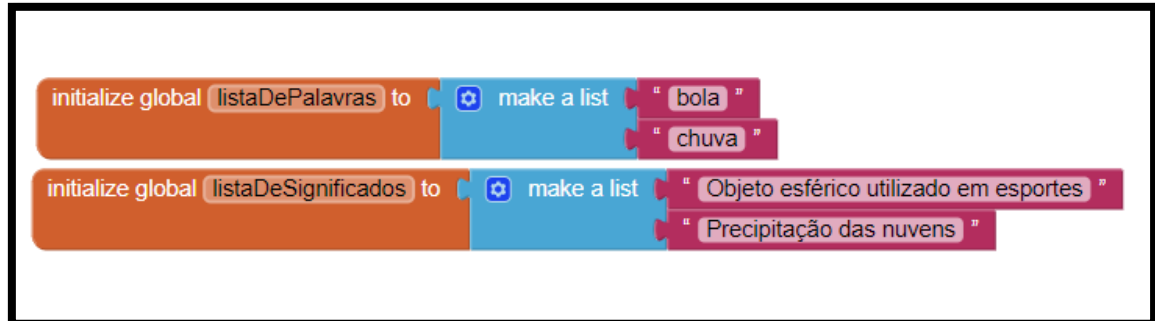 initialize global listaDePalavras to make a list " bola "
" chuva "
initialize global listaDeSignificados to make a list " Objeto esférico utilizado em esportes "
" Precipitação das nuvens "